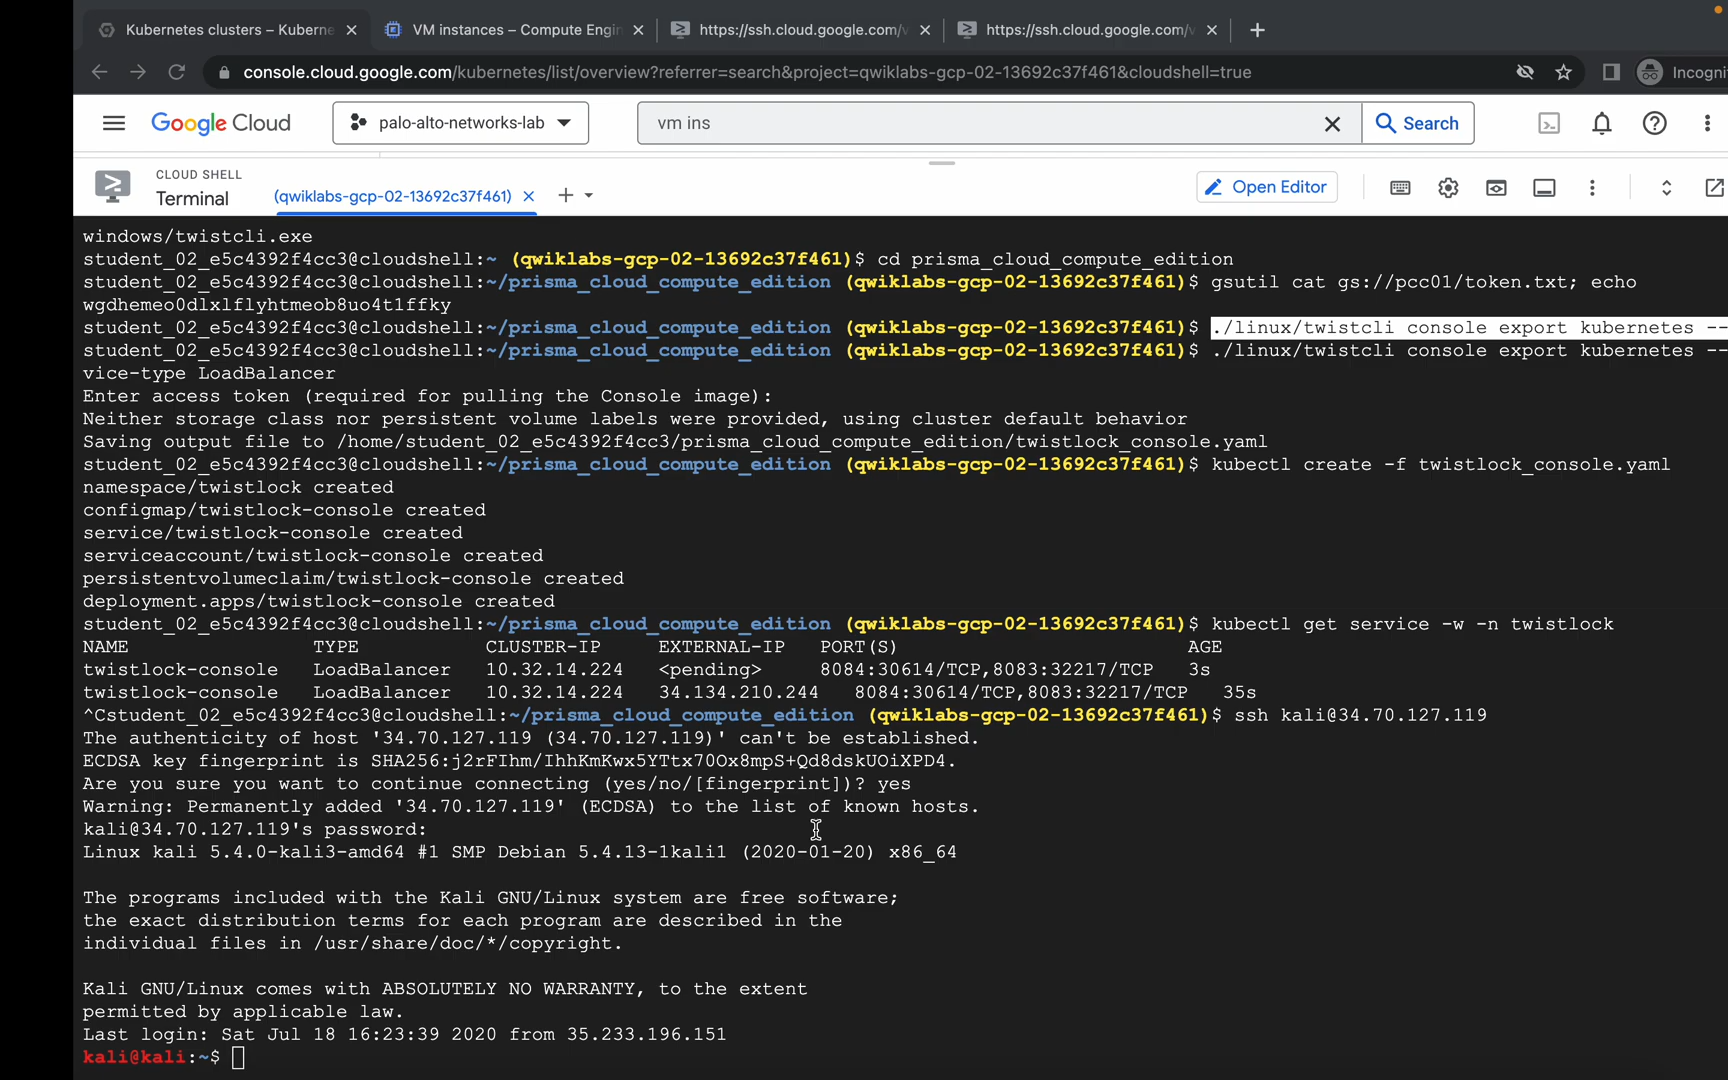 Kubernetes clusters – Kuberne
VM instances – Compute Engin
https://ssh.cloud.google.com/v
https://ssh.cloud.google.com/v
console.cloud.google.com/kubernetes/list/overview?referrer=search&project=qwiklabs-gcp-02-13692c37f461&cloudshell=true
Incogni
Google Cloud
palo-alto-networks-lab
vm ins
Search
CLOUD SHELL
Terminal
(qwiklabs-gcp-02-13692c37f461)
Open Editor
windows/twistcli.exe
student_02_e5c4392f4cc3@cloudshell:~ (qwiklabs-gcp-02-13692c37f461)$ cd prisma_cloud_compute_edition
student_02_e5c4392f4cc3@cloudshell:~/prisma_cloud_compute_edition (qwiklabs-gcp-02-13692c37f461)$ gsutil cat gs://pcc01/token.txt; echo
wgdhemeo0dlxlflyhtmeob8uo4t1ffky
student_02_e5c4392f4cc3@cloudshell:~/prisma_cloud_compute_edition (qwiklabs-gcp-02-13692c37f461)$ ./linux/twistcli console export kubernetes --
student_02_e5c4392f4cc3@cloudshell:~/prisma_cloud_compute_edition (qwiklabs-gcp-02-13692c37f461)$ ./linux/twistcli console export kubernetes --
vice-type LoadBalancer
Enter access token (required for pulling the Console image):
Neither storage class nor persistent volume labels were provided, using cluster default behavior
Saving output file to /home/student_02_e5c4392f4cc3/prisma_cloud_compute_edition/twistlock_console.yaml
student_02_e5c4392f4cc3@cloudshell:~/prisma_cloud_compute_edition (qwiklabs-gcp-02-13692c37f461)$ kubectl create -f twistlock_console.yaml
namespace/twistlock created
configmap/twistlock-console created
service/twistlock-console created
serviceaccount/twistlock-console created
persistentvolumeclaim/twistlock-console created
deployment.apps/twistlock-console created
student_02_e5c4392f4cc3@cloudshell:~/prisma_cloud_compute_edition (qwiklabs-gcp-02-13692c37f461)$ kubectl get service -w -n twistlock
NAME TYPE CLUSTER-IP EXTERNAL-IP PORT(S) AGE
twistlock-console LoadBalancer 10.32.14.224 <pending> 8084:30614/TCP,8083:32217/TCP 3s
twistlock-console LoadBalancer 10.32.14.224 34.134.210.244 8084:30614/TCP,8083:32217/TCP 35s
^Cstudent_02_e5c4392f4cc3@cloudshell:~/prisma_cloud_compute_edition (qwiklabs-gcp-02-13692c37f461)$ ssh kali@34.70.127.119
The authenticity of host '34.70.127.119 (34.70.127.119)' can't be established.
ECDSA key fingerprint is SHA256:j2rFIhm/IhhKmKwx5YTtx70Ox8mpS+Qd8dskUOiXPD4.
Are you sure you want to continue connecting (yes/no/[fingerprint])? yes
Warning: Permanently added '34.70.127.119' (ECDSA) to the list of known hosts.
kali@34.70.127.119's password:
Linux kali 5.4.0-kali3-amd64 #1 SMP Debian 5.4.13-1kali1 (2020-01-20) x86_64
The programs included with the Kali GNU/Linux system are free software;
the exact distribution terms for each program are described in the
individual files in /usr/share/doc/*/copyright.
Kali GNU/Linux comes with ABSOLUTELY NO WARRANTY, to the extent
permitted by applicable law.
Last login: Sat Jul 18 16:23:39 2020 from 35.233.196.151
kali@kali:~$